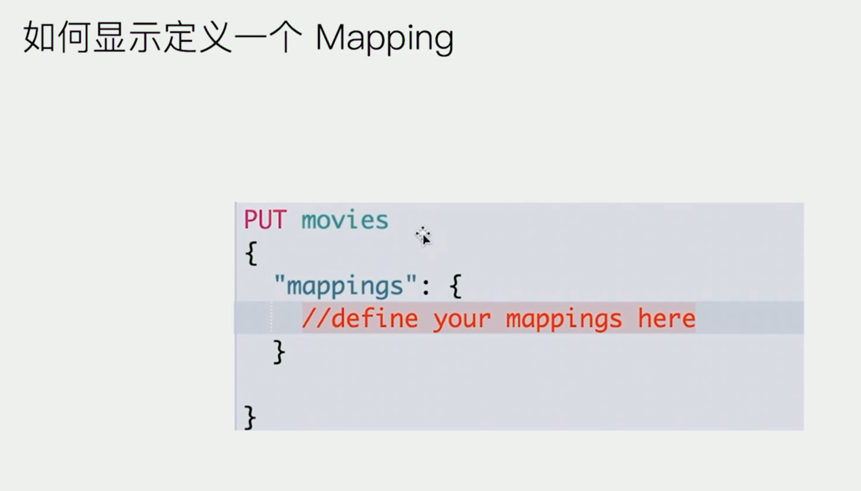 如何显示定义一个 Mapping
PUT movies
{
"mappings": {
//define your mappings here
}
}